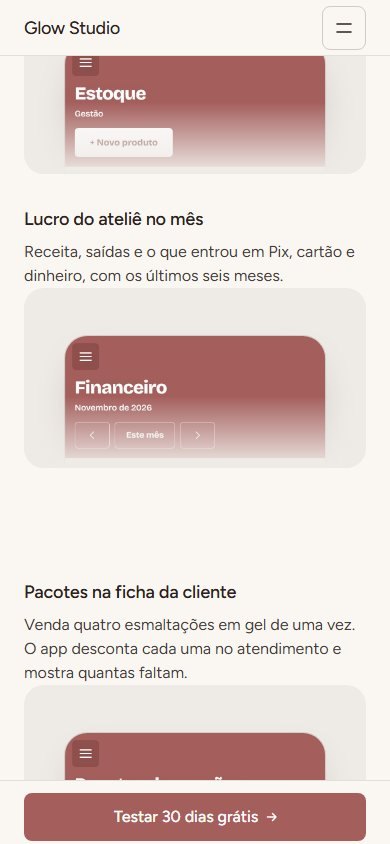 Glow Studio
Estoque
Gestão
+ Novo produto
Lucro do ateliê no mês
Receita, saídas e o que entrou em Pix, cartão e
dinheiro, com os últimos seis meses.
Financeiro
Novembro de 2026
Este mês
Pacotes na ficha da cliente
Venda quatro esmaltações em gel de uma vez.
O app desconta cada uma no atendimento e
mostra quantas faltam.
Testar 30 dias grátis →